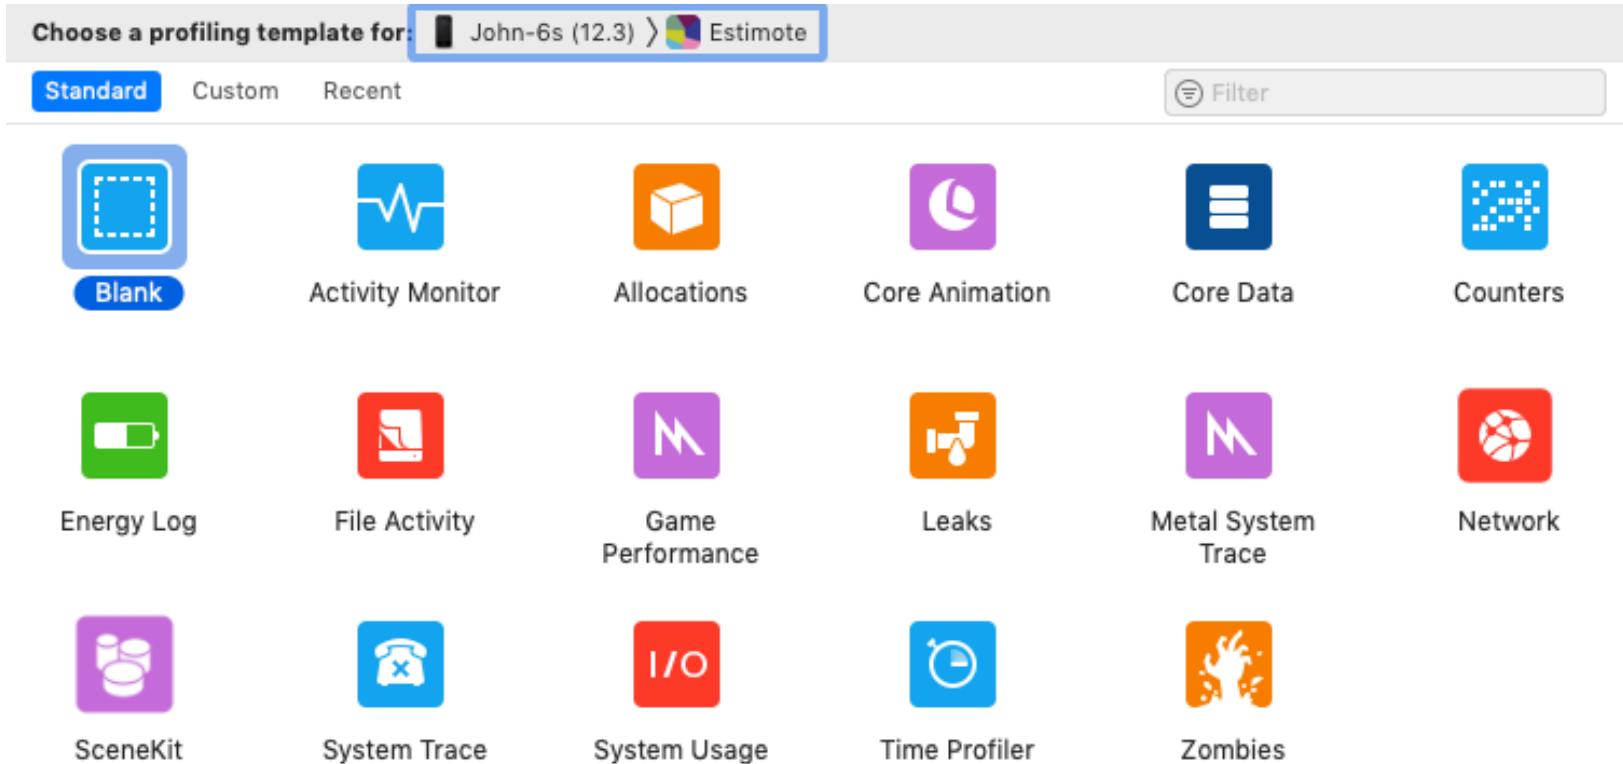 Choose a profiling template for: John-6s (12.3) 〉 Estimote
Standard Custom Recent Filter
Blank
Activity Monitor
Allocations
Core Animation
Core Data
Counters
Energy Log
File Activity
Game
Performance
Leaks
Metal System
Trace
Network
SceneKit
System Trace
I/O
System Usage
Time Profiler
Zombies